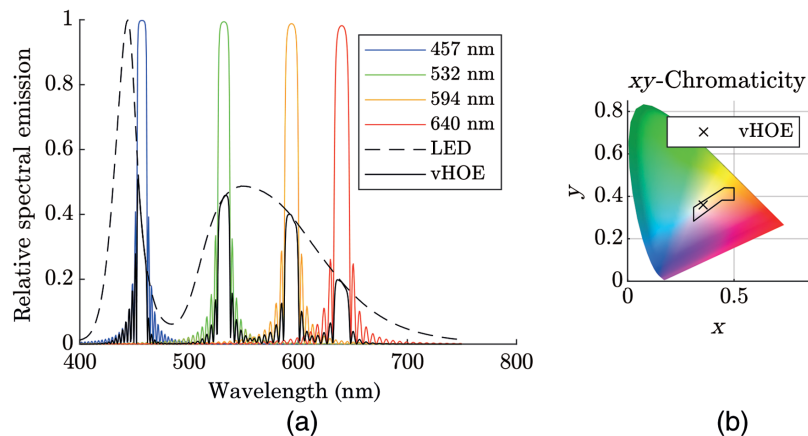 1
0.8
0.6
0.4
0.2
0
Relative spectral emission
400
500
600
700
800
Wavelength (nm)
457 nm
532 nm
594 nm
640 nm
LED
vHOE
(a)
xy-Chromaticity
0.8
0.6
0.4
0.2
0
y
vHOE
0
0.5
x
(b)